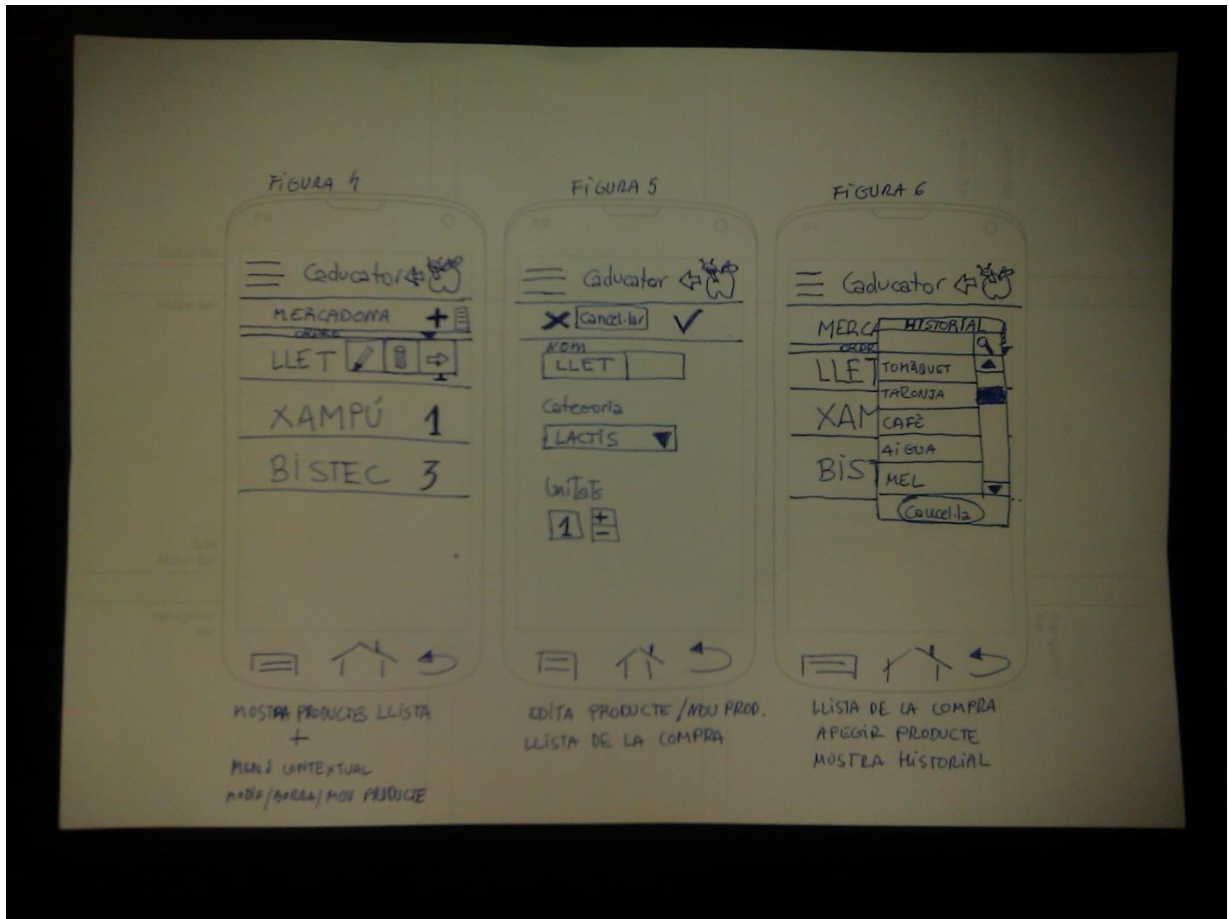 FIGURA 4
Caducator
MERCADONA +
ORDRE
LLET
XAMPÚ 1
BISTEC 3
MOSTRA PRODUCTES LLISTA
+
MENÚ CONTEXTUAL
MODIF/BORRA/MOU PRODUCTE
FIGURA 5
Caducator
Cancel·lar
NOM
LLET
Categoria
LACTIS
Unitats
1 + -
EDITA PRODUCTE/NOU PROD.
LLISTA DE LA COMPRA
FIGURA 6
Caducator
MERCA
ORDR
LLET
XAM
BIST
HISTORIAL
TOMÀQUET
TARONJA
CAFÈ
AIGUA
MEL
Cancel·la
LLISTA DE LA COMPRA
AFEGIR PRODUCTE
MOSTRA HISTORIAL